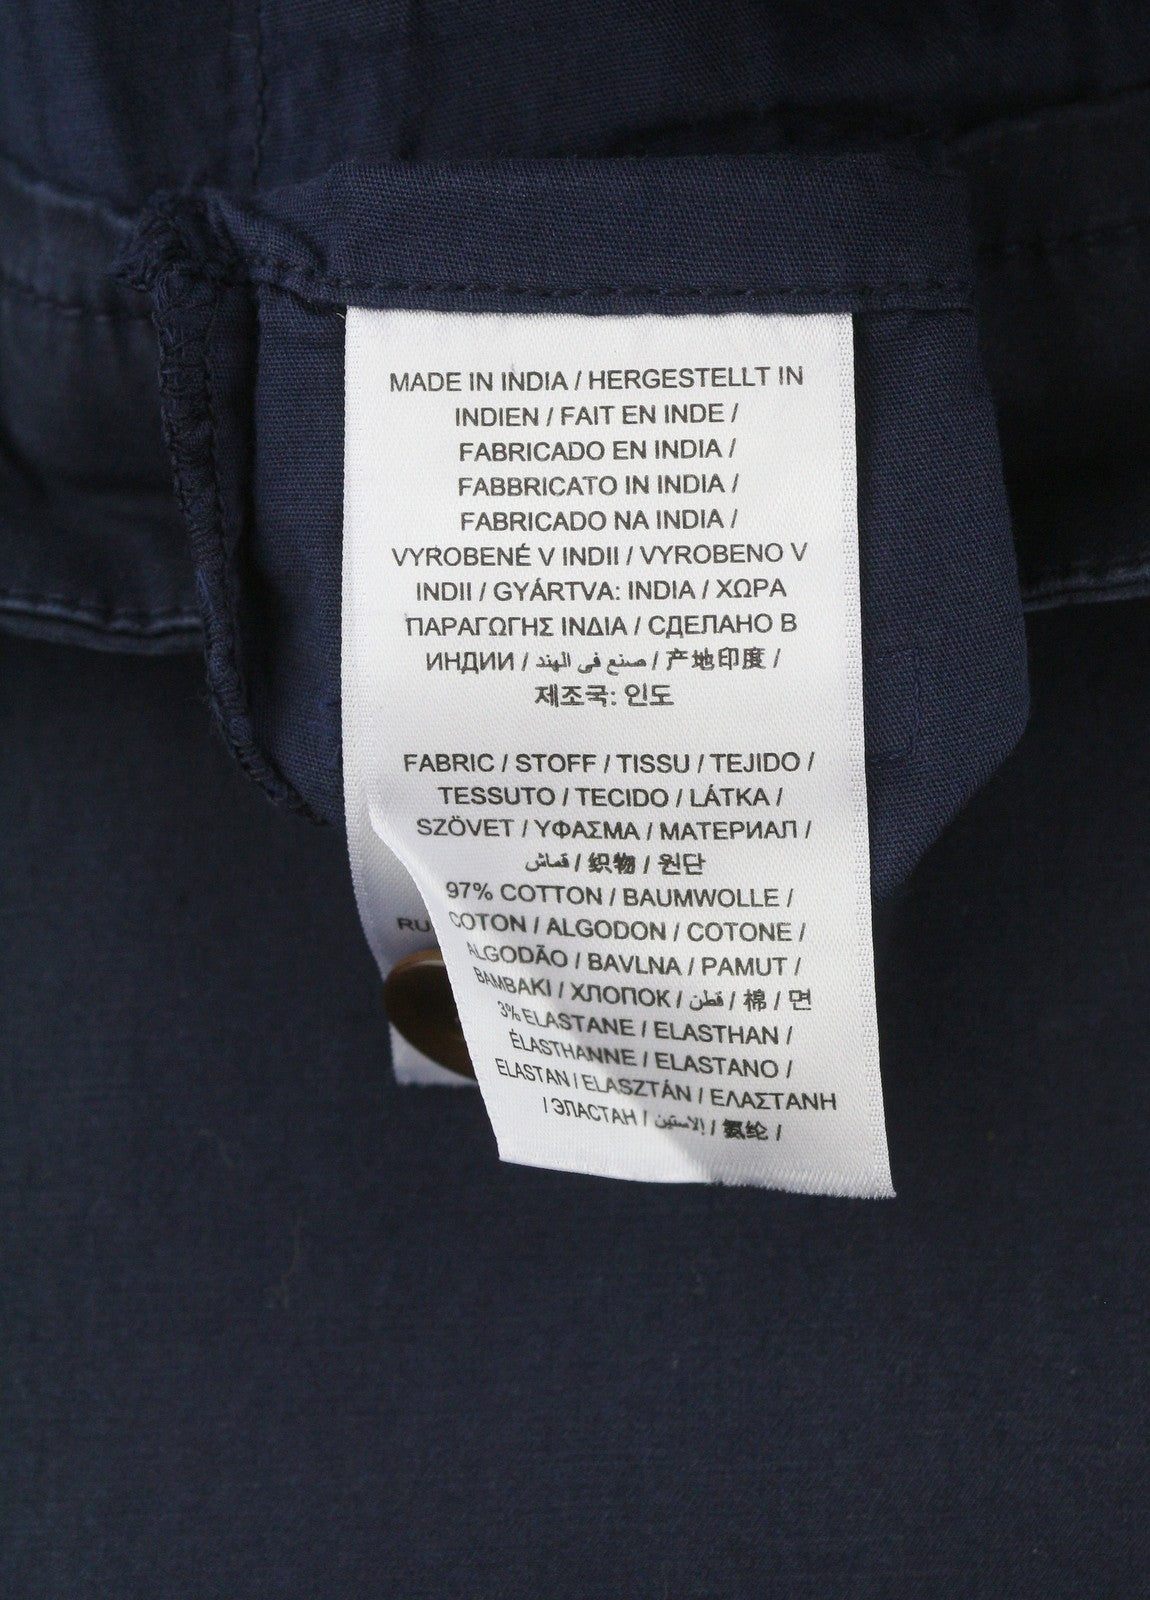 MADE IN INDIA / HERGESTELLT IN
INDIEN / FAIT EN INDE /
FABRICADO EN INDIA /
FABBRICATO IN INDIA /
FABRICADO NA INDIA /
VYROBENÉ V INDII / VYROBENO V
INDII / GYÁRTVA: INDIA / ΧΩΡΑ
ΠΑΡΑΓΩΓΗΣ ΙΝΔΙΑ / СДЕЛАНО В
ИНДИИ / صنع في الهند / 产地印度 /
제조국: 인도
FABRIC / STOFF / TISSU / TEJIDO /
TESSUTO / TECIDO / LÁTKA /
SZÖVET / ΥΦΑΣΜΑ / МАТЕРИАЛ /
قماش / 织物 / 원단
97% COTTON / BAUMWOLLE /
COTON / ALGODON / COTONE /
ALGODÃO / BAVLNA / PAMUT /
BAMBAKI / ХЛОПОК / قطن / 棉 / 면
3% ELASTANE / ELASTHAN /
ÉLASTHANNE / ELASTANO /
ELASTAN / ELASZTÁN / ΕΛΑΣΤΑΝΗ
/ ЭЛАСТАН / الاستين / 氨纶 /